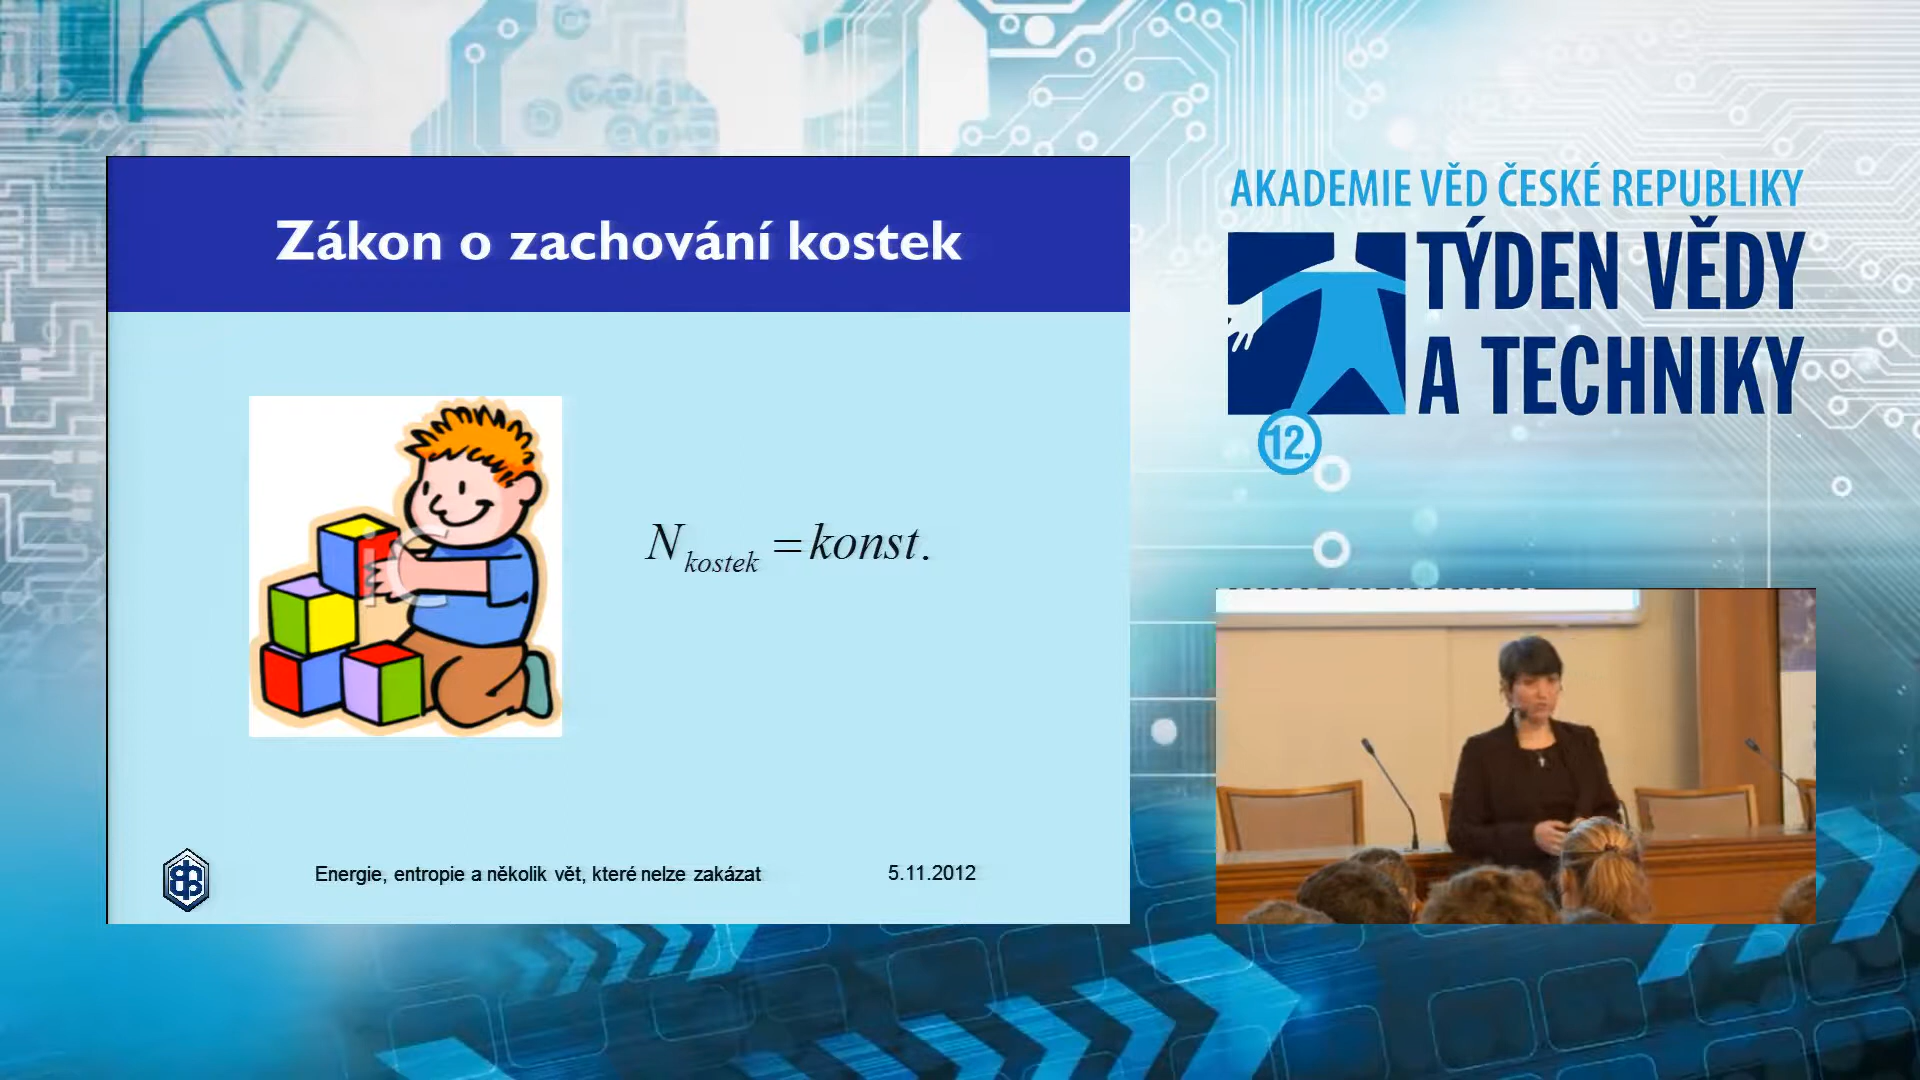 Zákon o zachování kostek
N kostek = konst.
iC
Energie, entropie a několik vět, které nelze zakázat
5.11.2012
AKADEMIE VĚD ČESKÉ REPUBLIKY
TÝDEN VĚDY
A TECHNIKY
12.